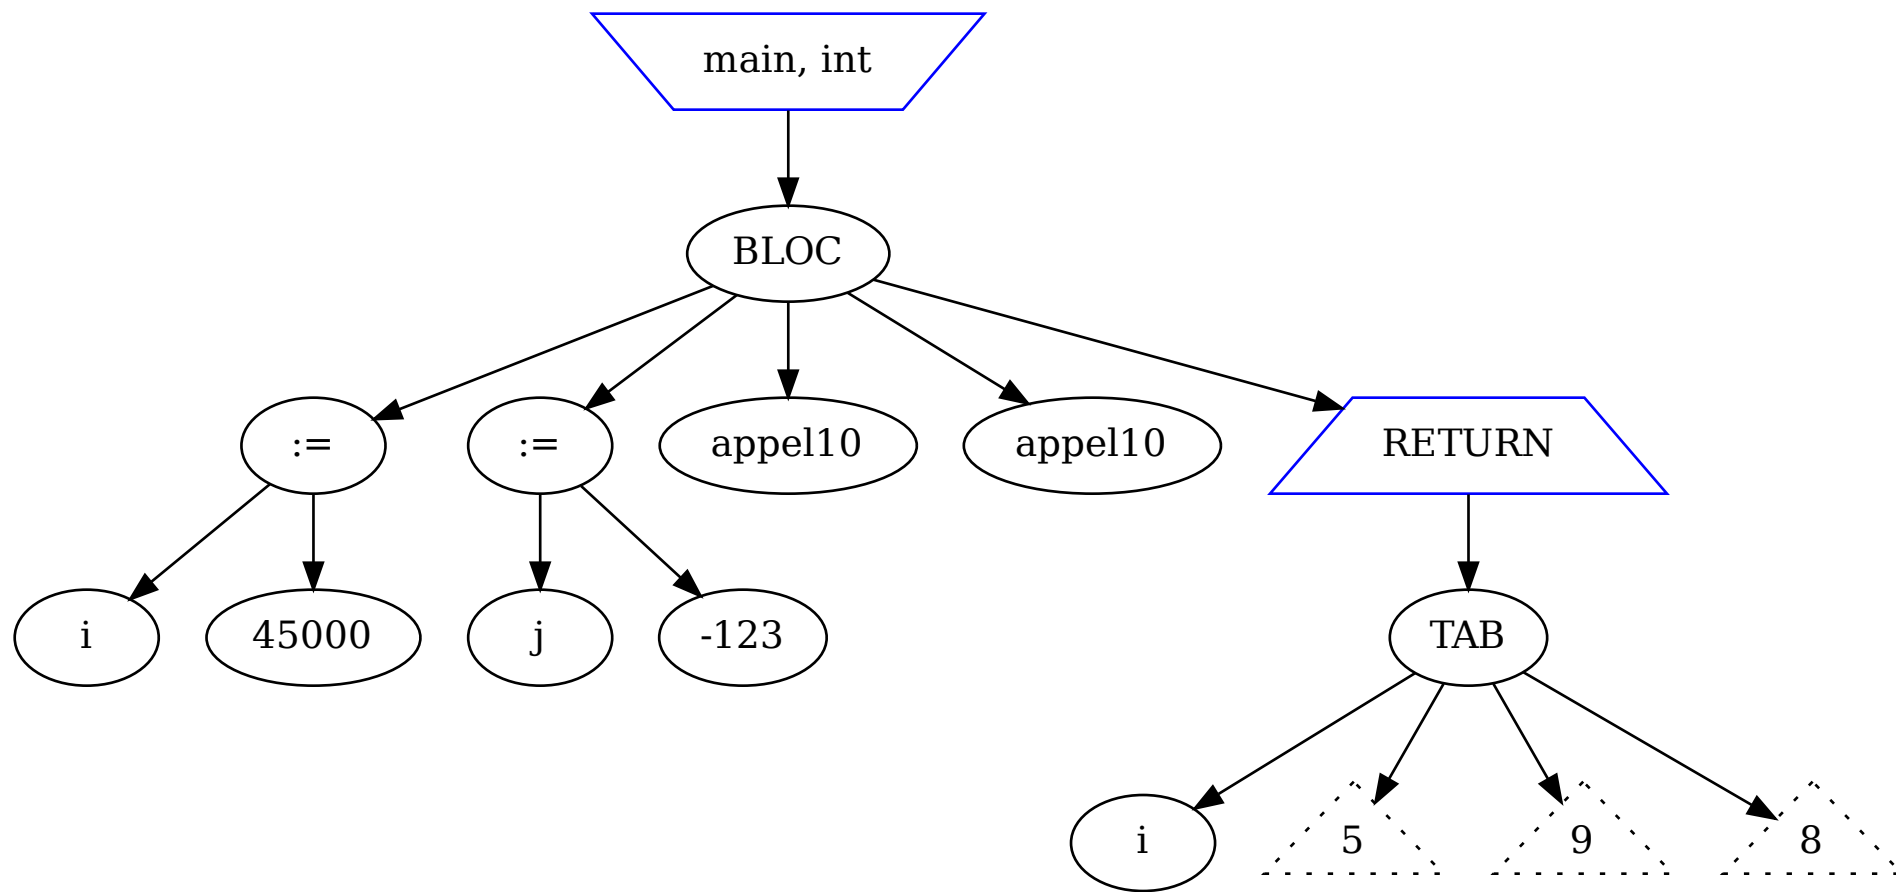 main, int
BLOC
:=
:=
appel10
appel10
RETURN
i
45000
j
-123
TAB
i
5
9
8